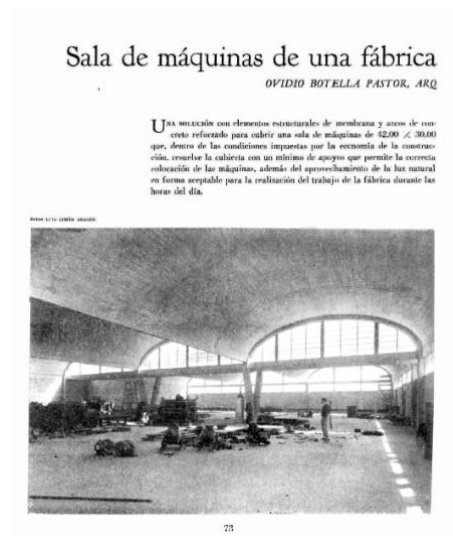 Sala de máquinas de una fábrica
OVIDIO BOTELLA PASTOR, ARQ
UNA SOLUCIÓN con elementos estructurales de membrana y arcos de con-
creto reforzado para cubrir una sala de máquinas de 42.00 × 30.00
que, dentro de las condiciones impuestas por la economía de la construc-
ción, resuelve la cubierta con un mínimo de apoyos que permite la correcta
colocación de las máquinas, además del aprovechamiento de la luz natural
en forma aceptable para la realización del trabajo de la fábrica durante las
horas del día.
FOTOS
73